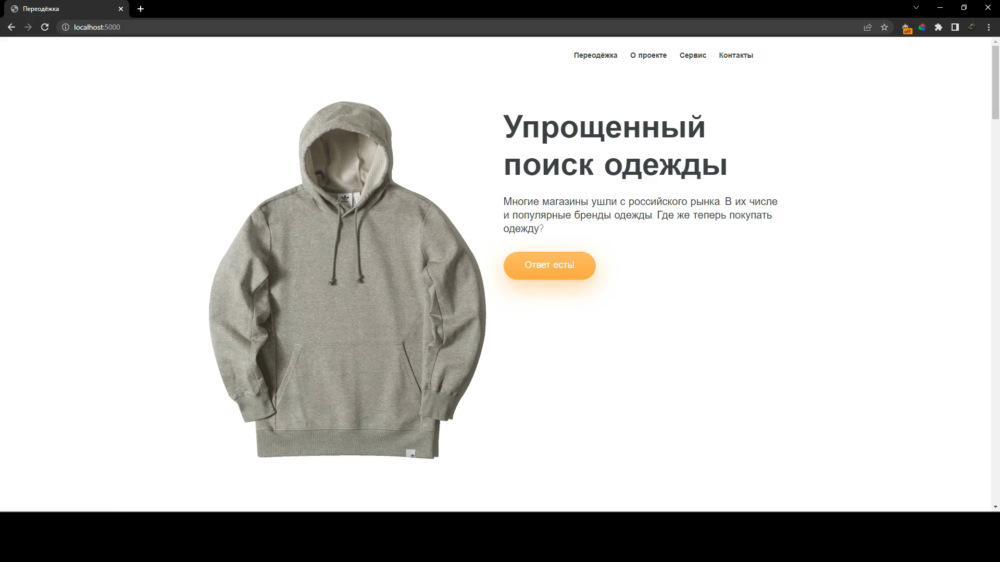 Переодёжка
localhost:5000
off
Переодёжка О проекте Сервис Контакты
Упрощенный
поиск одежды
Многие магазины ушли с российского рынка. В их числе
и популярные бренды одежды. Где же теперь покупать
одежду?
Ответ есть!